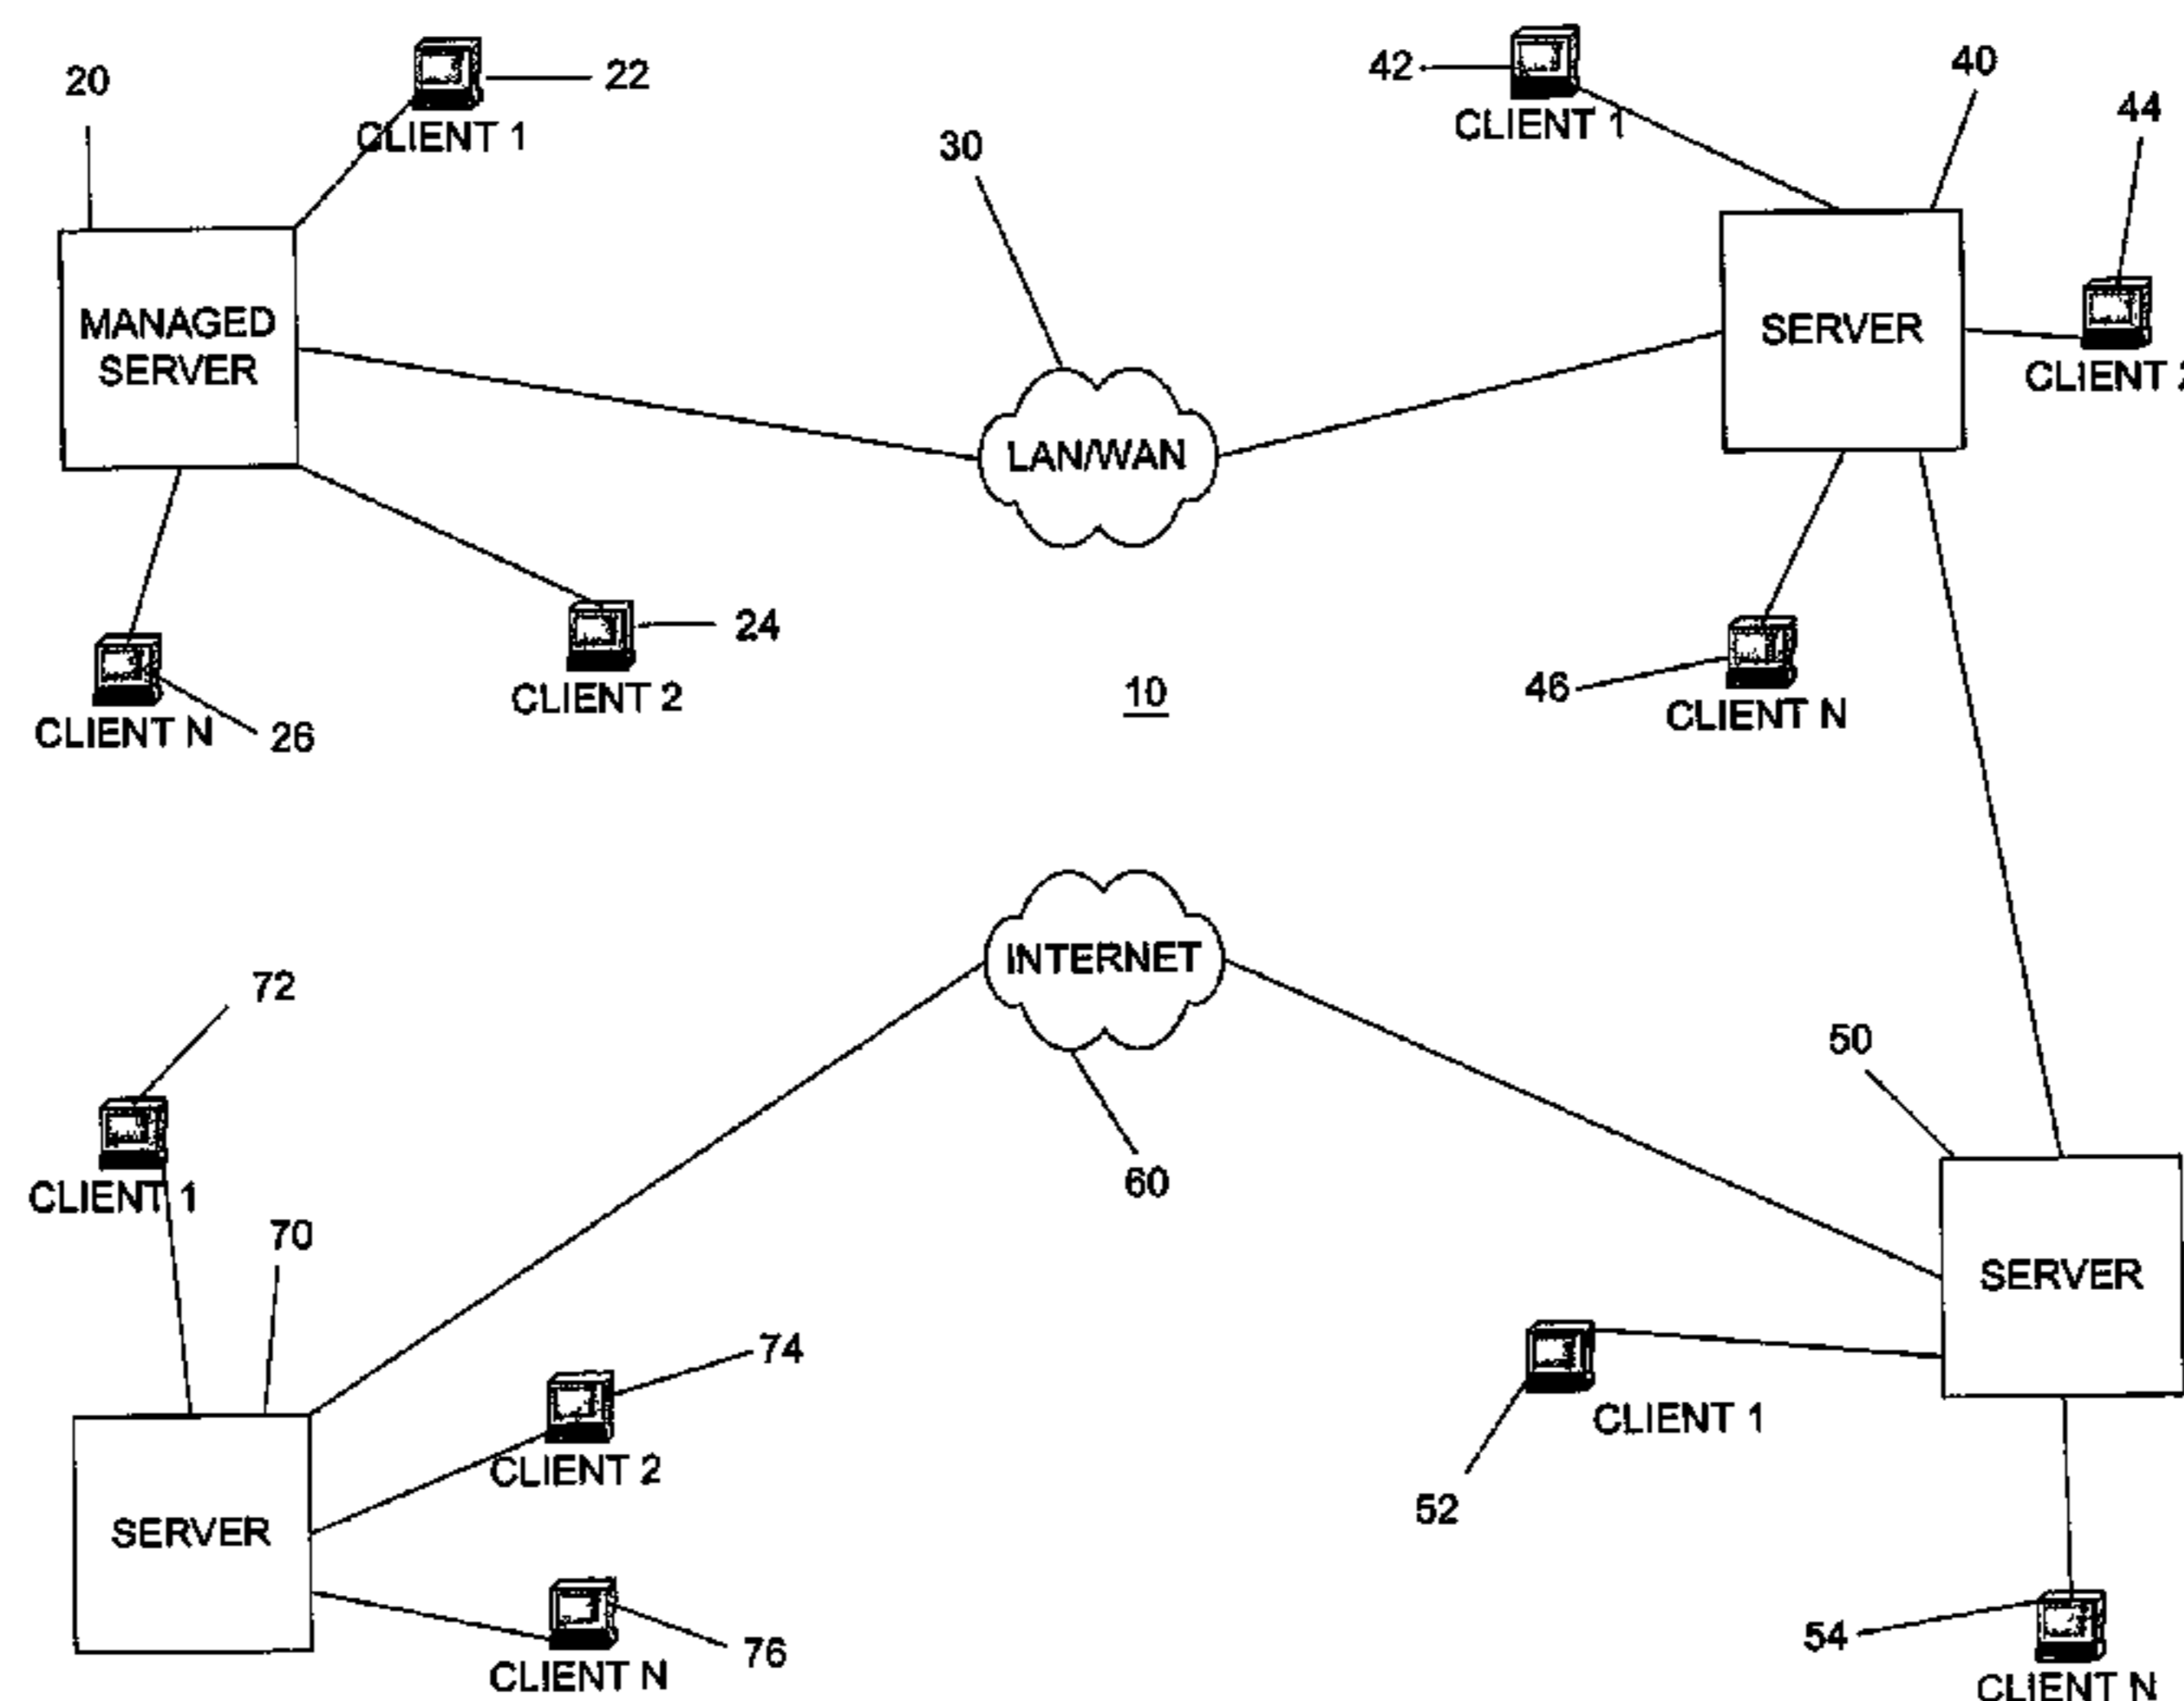 20
22
CLIENT 1
42
CLIENT 1
40
44
30
MANAGED
SERVER
SERVER
CLIENT 2
LAN/WAN
24
CLIENT 2
CLIENT N
26
10
46
CLIENT N
INTERNET
72
CLIENT 1
70
60
50
SERVER
74
CLIENT 2
52
CLIENT 1
SERVER
76
CLIENT N
54
CLIENT N